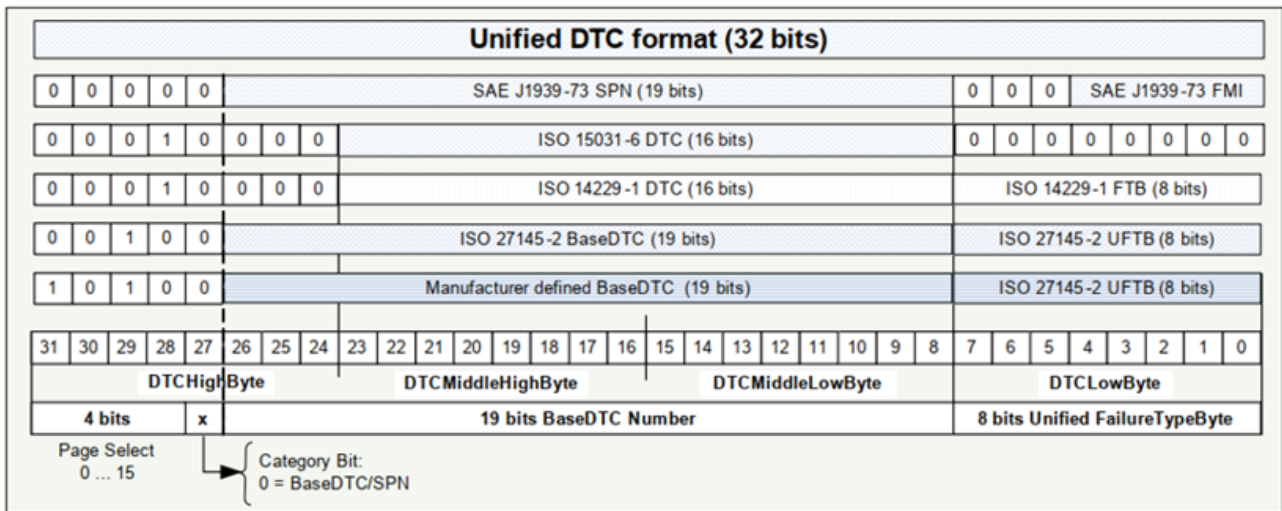 Unified DTC format (32 bits)
0 0 0 0 0 SAE J1939-73 SPN (19 bits) 0 0 0 SAE J1939-73 FMI
0 0 0 1 0 0 0 0 ISO 15031-6 DTC (16 bits) 0 0 0 0 0 0 0 0
0 0 0 1 0 0 0 0 ISO 14229-1 DTC (16 bits) ISO 14229-1 FTB (8 bits)
0 0 1 0 0 ISO 27145-2 BaseDTC (19 bits) ISO 27145-2 UFTB (8 bits)
1 0 1 0 0 Manufacturer defined BaseDTC (19 bits) ISO 27145-2 UFTB (8 bits)
31 30 29 28 27 26 25 24 23 22 21 20 19 18 17 16 15 14 13 12 11 10 9 8 7 6 5 4 3 2 1 0
DTCHighByte DTCMiddleHighByte DTCMiddleLowByte DTCLowByte
4 bits x 19 bits BaseDTC Number 8 bits Unified FailureTypeByte
Page Select
0 ... 15
Category Bit:
0 = BaseDTC/SPN